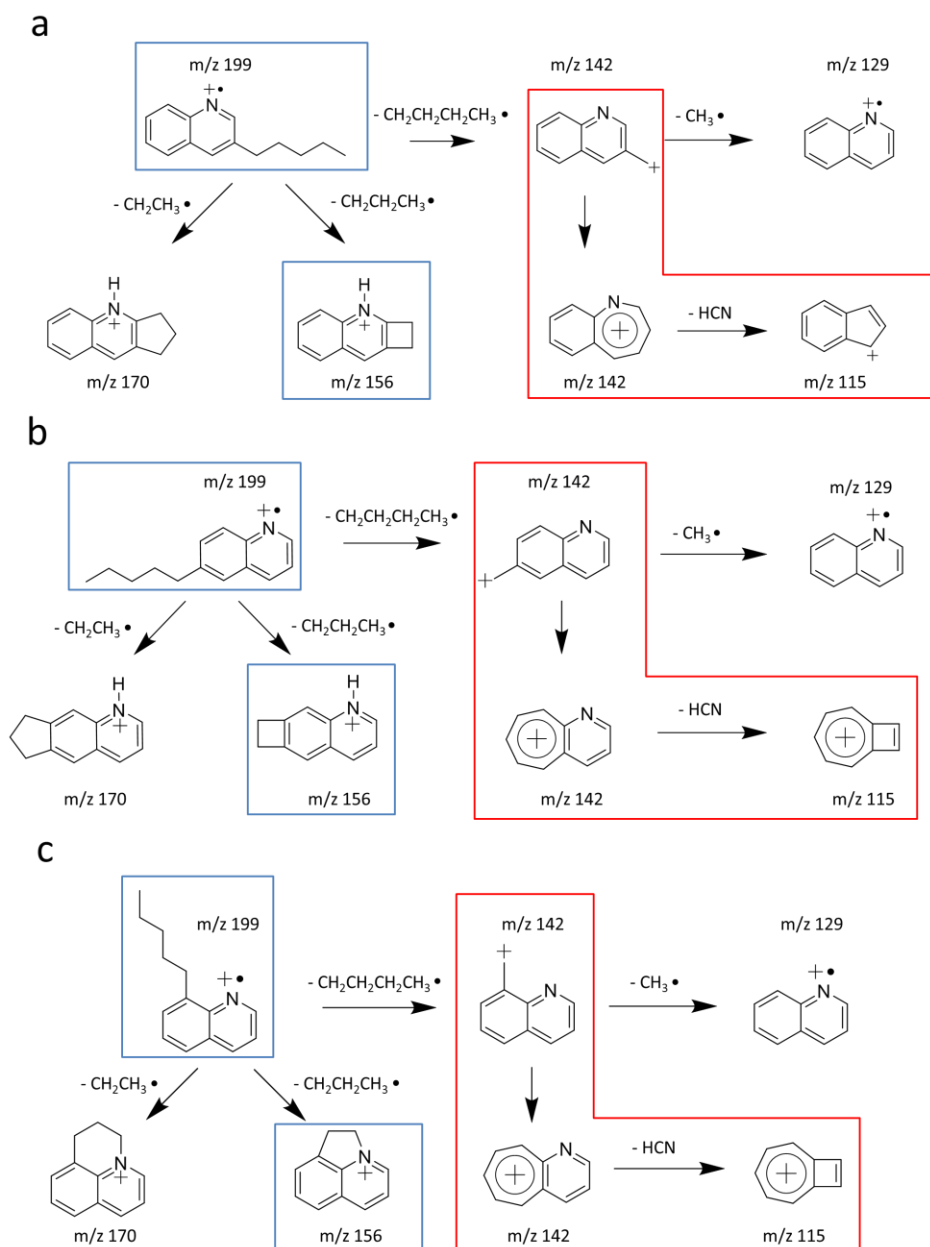 a
m/z 199
m/z 142
m/z 129
+•
N
- CH₂CH₂CH₂CH₃ •
N
+
- CH₃ •
+•
N
- CH₂CH₃ •
- CH₂CH₂CH₃ •
H
N
+
H
N
+
N
+
- HCN
+
m/z 170
m/z 156
m/z 142
m/z 115
b
m/z 199
m/z 142
m/z 129
+•
N
- CH₂CH₂CH₂CH₃ •
N
+
- CH₃ •
+•
N
- CH₂CH₃ •
- CH₂CH₂CH₃ •
H
N
+
H
N
+
N
+
- HCN
+
m/z 170
m/z 156
m/z 142
m/z 115
c
m/z 199
m/z 142
m/z 129
+•
N
- CH₂CH₂CH₂CH₃ •
+
N
- CH₃ •
+•
N
- CH₂CH₃ •
- CH₂CH₂CH₃ •
N
+
N
+
N
+
- HCN
+
m/z 170
m/z 156
m/z 142
m/z 115